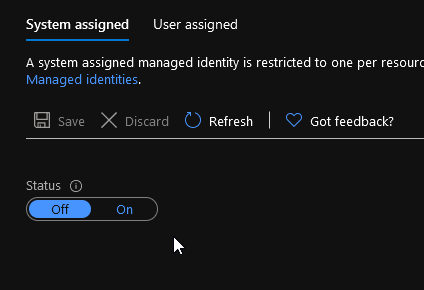 System assigned User assigned
A system assigned managed identity is restricted to one per
Managed identities.
Save Discard Refresh Got feedback?
Status
Off On